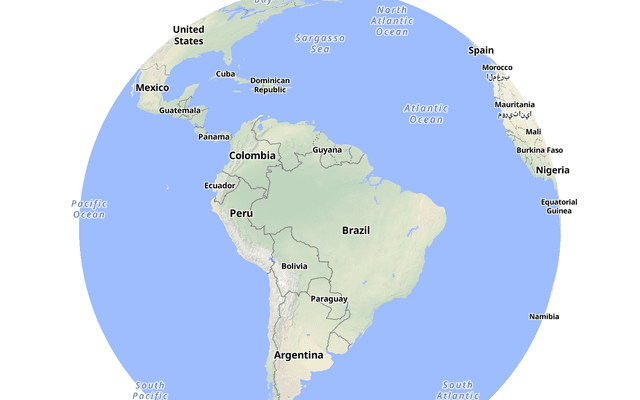 Bay
North
Atlantic
Ocean
United
States
Sargasso
Sea
Spain
Morocco
المغرب
Cuba
Dominican
Republic
Mexico
Guatemala
Mauritania
موريتانيا
Atlantic
Ocean
Mali
Panama
Colombia
Guyana
Burkina Faso
Nigeria
Ecuador
Pacific
Ocean
Peru
Equatorial
Guinea
Brazil
Bolivia
Paraguay
Namibia
Argentina
South
Pacific
South
Atlantic